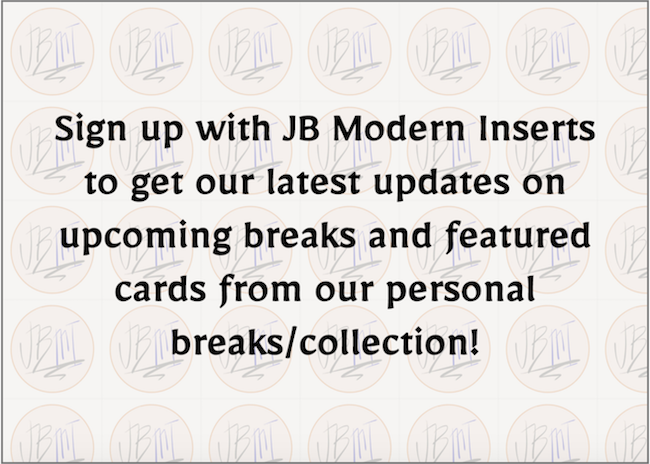 Sign up with JB Modern Inserts
to get our latest updates on
upcoming breaks and featured
cards from our personal
breaks/collection!